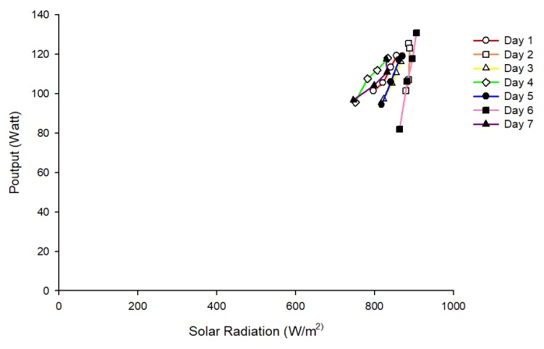 140
120
100
80
60
40
20
0
Poutput (Watt)
0 200 400 600 800 1000
Solar Radiation (W/m²)
Day 1
Day 2
Day 3
Day 4
Day 5
Day 6
Day 7